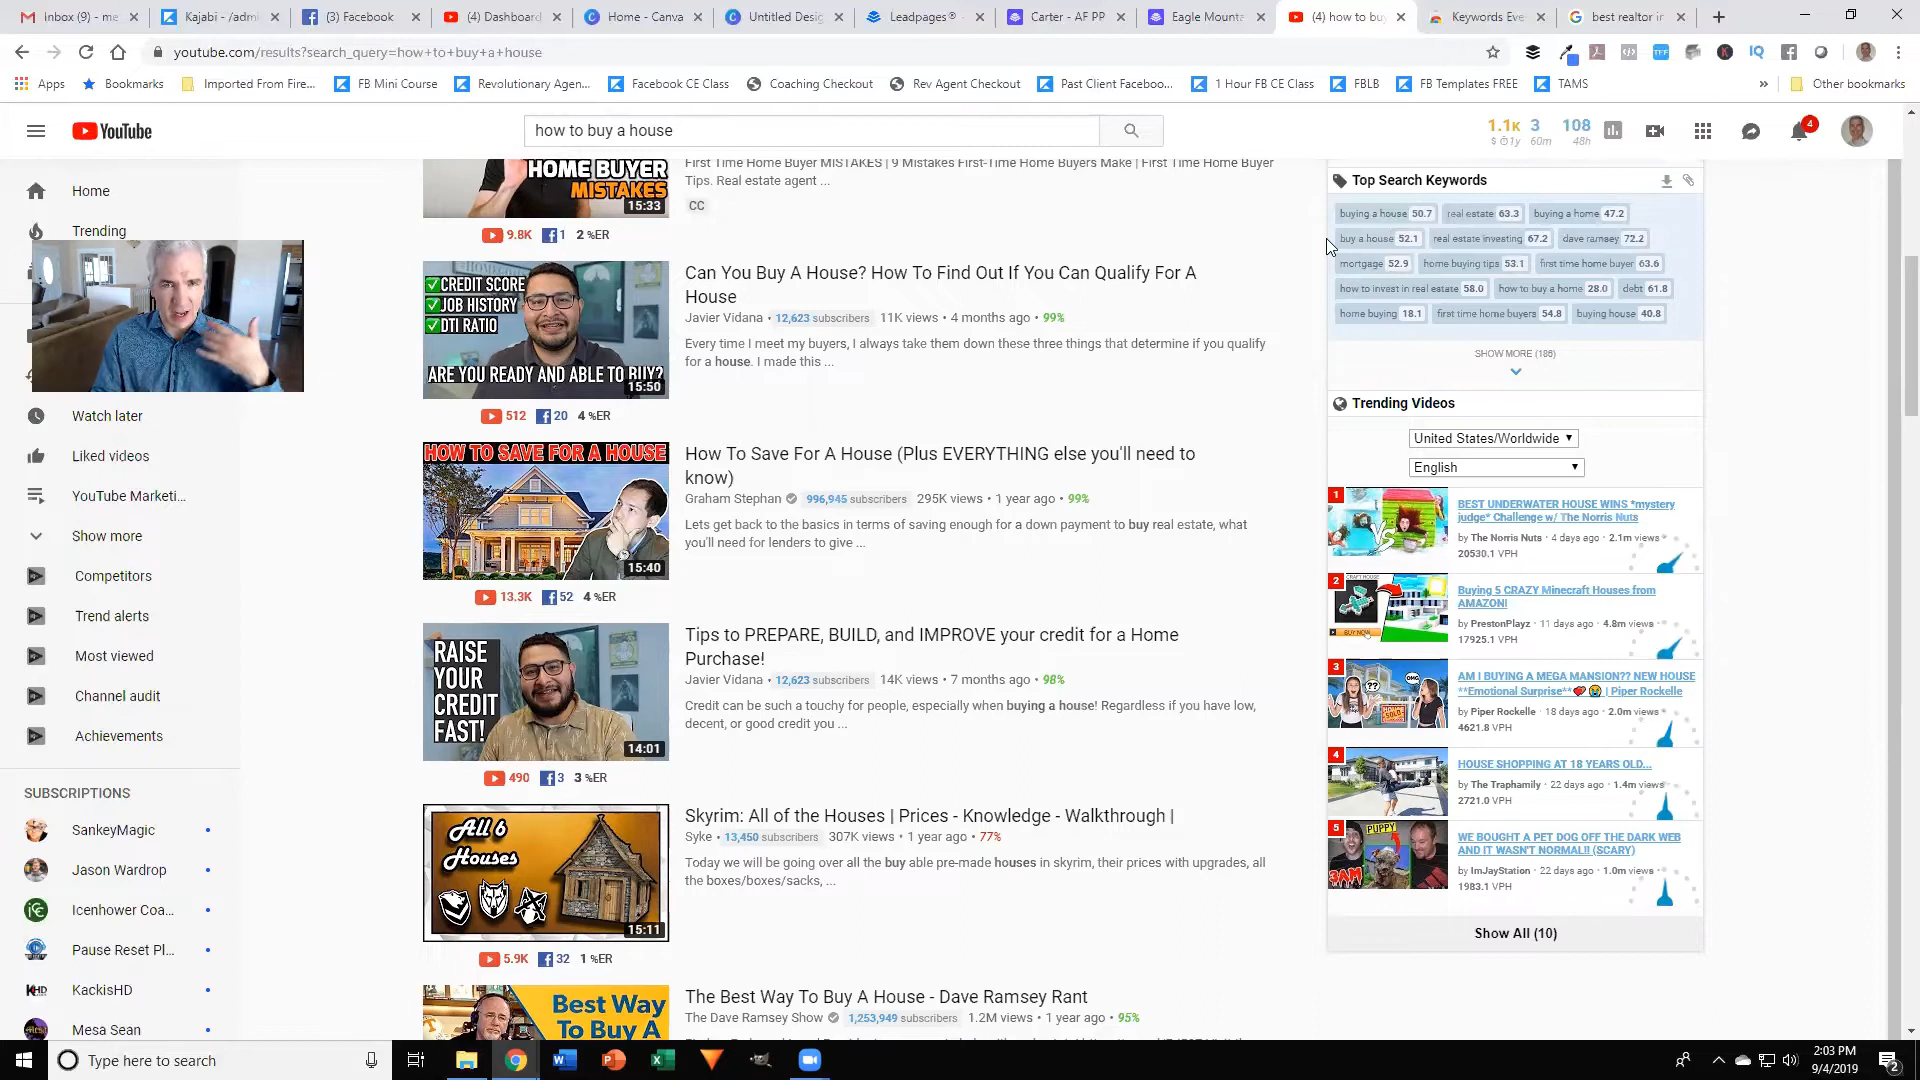 Inbox (9) - me
Kajabi - /admi
(3) Facebook
(4) Dashboard
Home - Canva
Untitled Desi
Leadpages®
Carter - AF PP
Eagle Mounta
(4) how to buy
Keywords Eve
best realtor in
youtube.com/results?search_query=how+to+buy+a+house
Apps
Bookmarks
Imported From Fire...
FB Mini Course
Revolutionary Agen...
Facebook CE Class
Coaching Checkout
Rev Agent Checkout
Past Client Faceboo...
1 Hour FB CE Class
FBLB
FB Templates FREE
TAMS
Other bookmarks
YouTube
how to buy a house
1.1K 3 108
1y 60m 48h
4
Home
Trending
Watch later
Liked videos
YouTube Marketi...
Show more
Competitors
Trend alerts
Most viewed
Channel audit
Achievements
SUBSCRIPTIONS
SankeyMagic
Jason Wardrop
Icenhower Coa...
Pause Reset Pl...
KackisHD
Mesa Sean
HOME BUYER
MISTAKES
15:33
First Time Home Buyer MISTAKES | 9 Mistakes First-Time Home Buyers Make | First Time Home Buyer
Tips. Real estate agent ...
CC
9.8K 1 2 %ER
CREDIT SCORE
JOB HISTORY
DTI RATIO
ARE YOU READY AND ABLE TO BUY?
15:50
Can You Buy A House? How To Find Out If You Can Qualify For A
House
Javier Vidana • 12,623 subscribers 11K views • 4 months ago • 99%
Every time I meet my buyers, I always take them down these three things that determine if you qualify
for a house. I made this ...
512 20 4 %ER
HOW TO SAVE FOR A HOUSE
15:40
How To Save For A House (Plus EVERYTHING else you'll need to
know)
Graham Stephan 996,945 subscribers 295K views • 1 year ago • 99%
Lets get back to the basics in terms of saving enough for a down payment to buy real estate, what
you'll need for lenders to give ...
13.3K 52 4 %ER
RAISE
YOUR
CREDIT
FAST!
14:01
Tips to PREPARE, BUILD, and IMPROVE your credit for a Home
Purchase!
Javier Vidana • 12,623 subscribers 14K views • 7 months ago • 98%
Credit can be such a touchy for people, especially when buying a house! Regardless if you have low,
decent, or good credit you ...
490 3 3 %ER
All 6
Houses
15:11
Skyrim: All of the Houses | Prices - Knowledge - Walkthrough |
Syke • 13,450 subscribers 307K views • 1 year ago • 77%
Today we will be going over all the buy able pre-made houses in skyrim, their prices with upgrades, all
the boxes/boxes/sacks, ...
5.9K 32 1 %ER
Best Way
To Buy A
The Best Way To Buy A House - Dave Ramsey Rant
The Dave Ramsey Show 1,253,949 subscribers 1.2M views • 1 year ago • 95%
Top Search Keywords
buying a house 50.7 real estate 63.3 buying a home 47.2
buy a house 52.1 real estate investing 67.2 dave ramsey 72.2
mortgage 52.9 home buying tips 53.1 first time home buyer 63.6
how to invest in real estate 58.0 how to buy a home 28.0 debt 61.8
home buying 18.1 first time home buyers 54.8 buying house 40.8
SHOW MORE (186)
Trending Videos
United States/Worldwide
English
1
BEST UNDERWATER HOUSE WINS *mystery
judge* Challenge w/ The Norris Nuts
by The Norris Nuts • 4 days ago • 2.1m views •
20530.1 VPH
VS
2
BUY NOW
Buying 5 CRAZY Minecraft Houses from
AMAZON!
by PrestonPlayz • 11 days ago • 4.8m views •
17925.1 VPH
3
??
OMG
SOLD
AM I BUYING A MEGA MANSION?? NEW HOUSE
**Emotional Surprise** | Piper Rockelle
by Piper Rockelle • 18 days ago • 2.0m views •
4621.8 VPH
4
HOUSE SHOPPING AT 18 YEARS OLD...
by The Traphamily • 22 days ago • 1.4m views •
2721.0 VPH
5
PUPPY
3AM
WE BOUGHT A PET DOG OFF THE DARK WEB
AND IT WASN'T NORMAL!! (SCARY)
by ImJayStation • 22 days ago • 1.0m views •
1983.1 VPH
Show All (10)
Type here to search
2:03 PM
9/4/2019
2